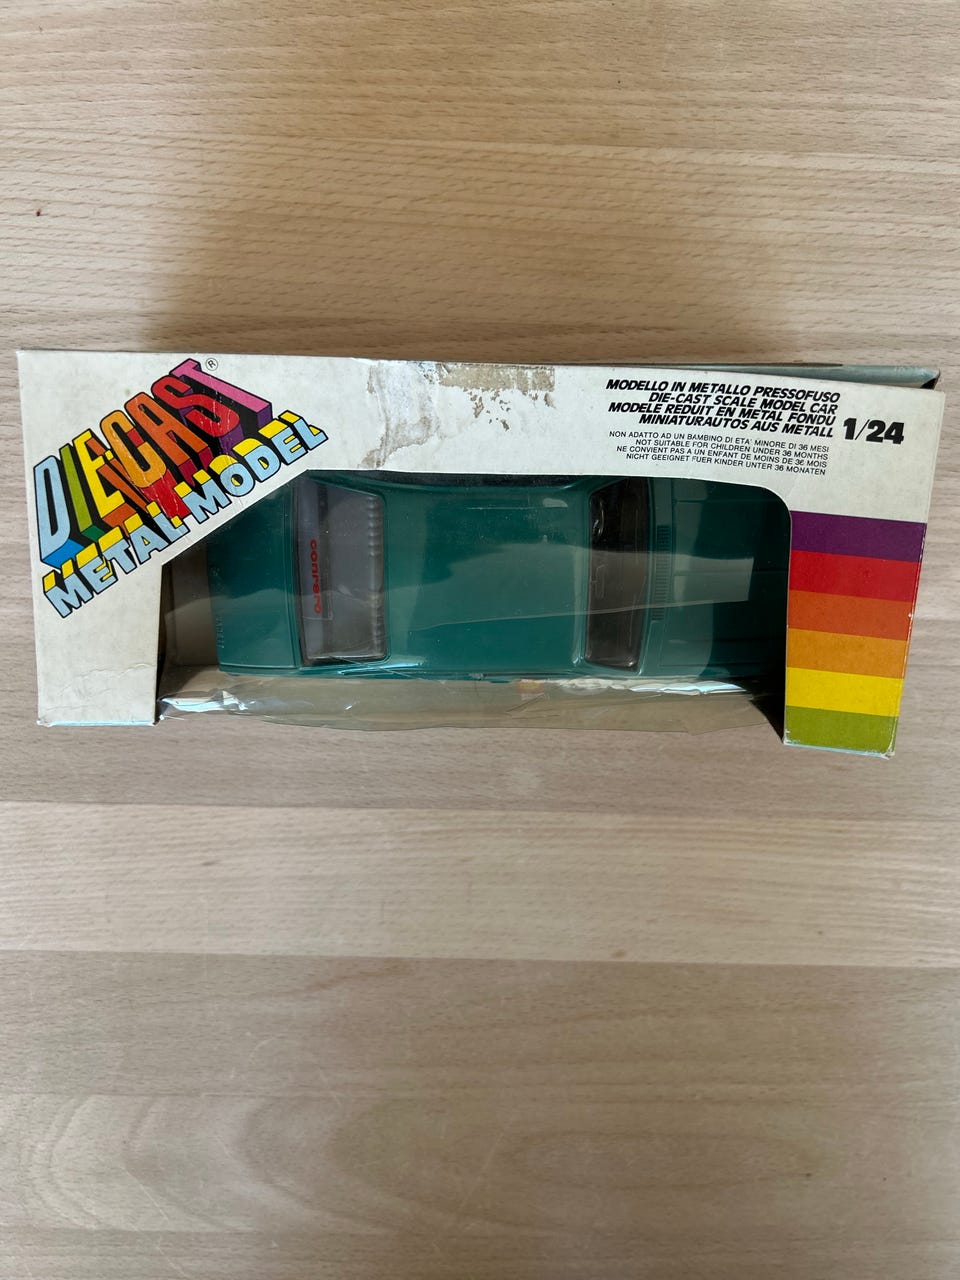 DIE-CAST®
METAL MODEL
MODELLO IN METALLO PRESSOFUSO
DIE-CAST SCALE MODEL CAR
MODELE REDUIT EN METAL FONDU
MINIATURAUTOS AUS METALL
1/24
NON ADATTO AD UN BAMBINO DI ETA' MINORE DI 36 MESI
NOT SUITABLE FOR CHILDREN UNDER 36 MONTHS
NE CONVIENT PAS A UN ENFANT DE MOINS DE 36 MOIS
NICHT GEEIGNET FUER KINDER UNTER 36 MONATEN
conrero